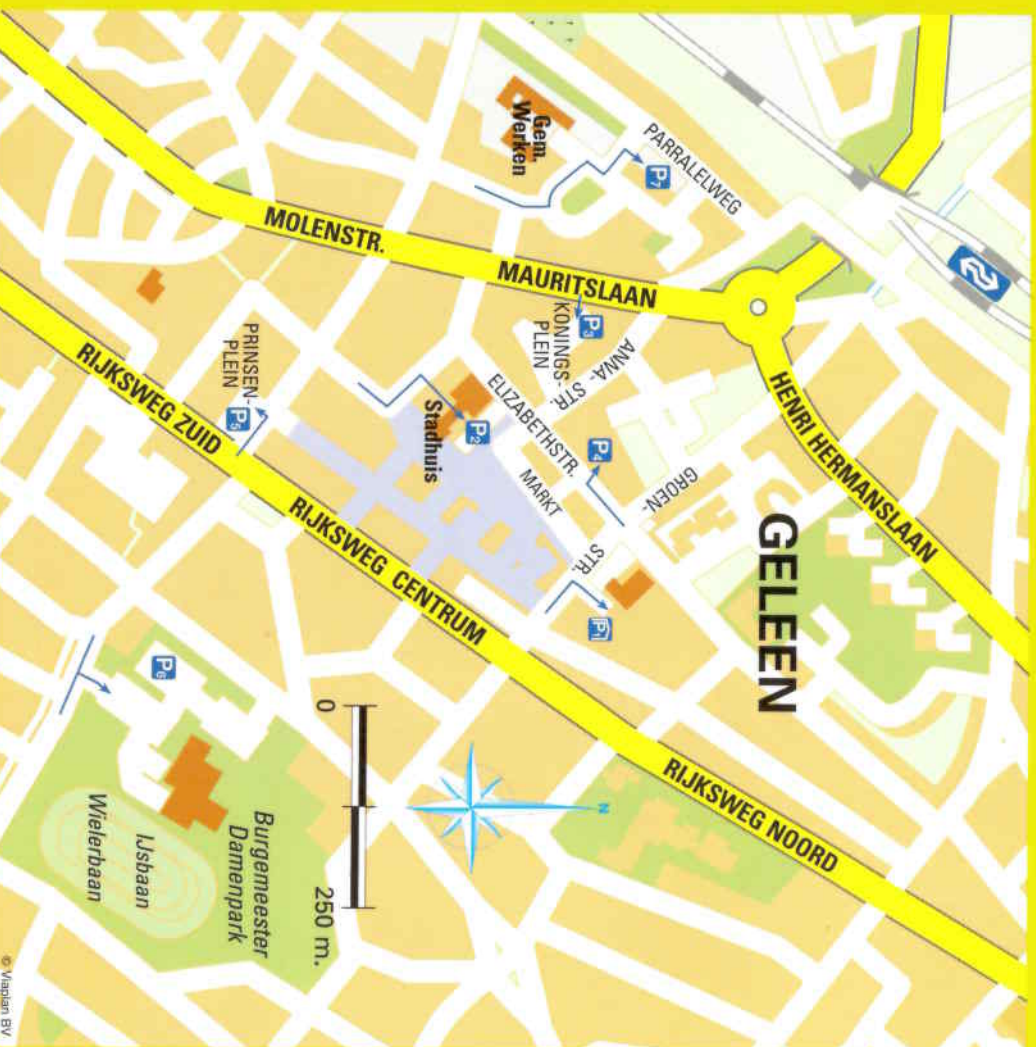 GELEEN
PARRALELWEG
P7
Gem.
Werken
MOLENSTR.
MAURITSLAAN
P3
KONINGS-
PLEIN
ANNA-STR.
ELIZABETHSTR.
P4
GROEN-
STR.
HENRI HERMANSLAAN
MARKT
P2
Stadhuis
P1
PRINSEN-
PLEIN
P5
RIJKSWEG ZUID
RIJKSWEG CENTRUM
RIJKSWEG NOORD
P6
Burgemeester
Damenpark
IJsbaan
Wielerbaan
0
250 m.
N
© Viaplan BV